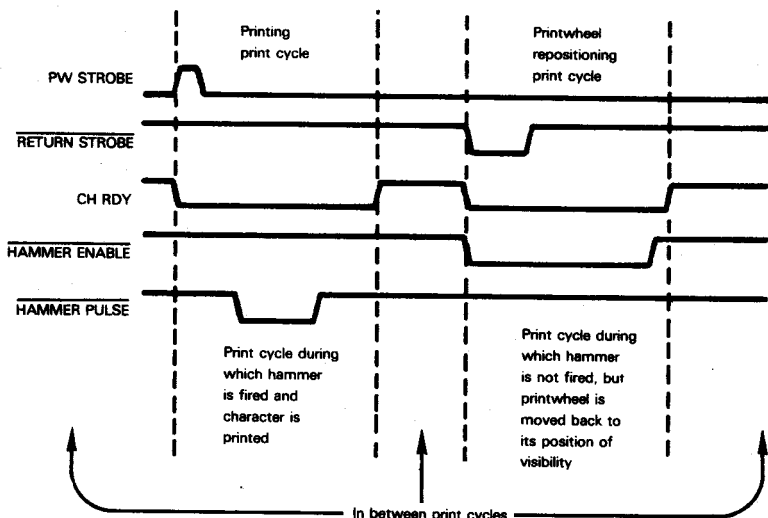 Printing
print cycle
Printwheel
repositioning
print cycle
PW STROBE
RETURN STROBE
CH RDY
HAMMER ENABLE
HAMMER PULSE
Print cycle during
which hammer
is fired and
character is
printed
Print cycle during
which hammer
is not fired, but
printwheel is
moved back to
its position of
visibility
In between print cycles